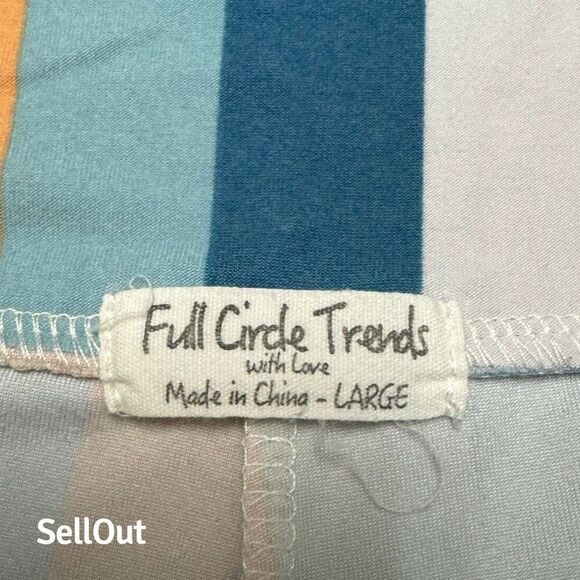 Full Circle Trends
with Love
Made in China - LARGE
SellOut